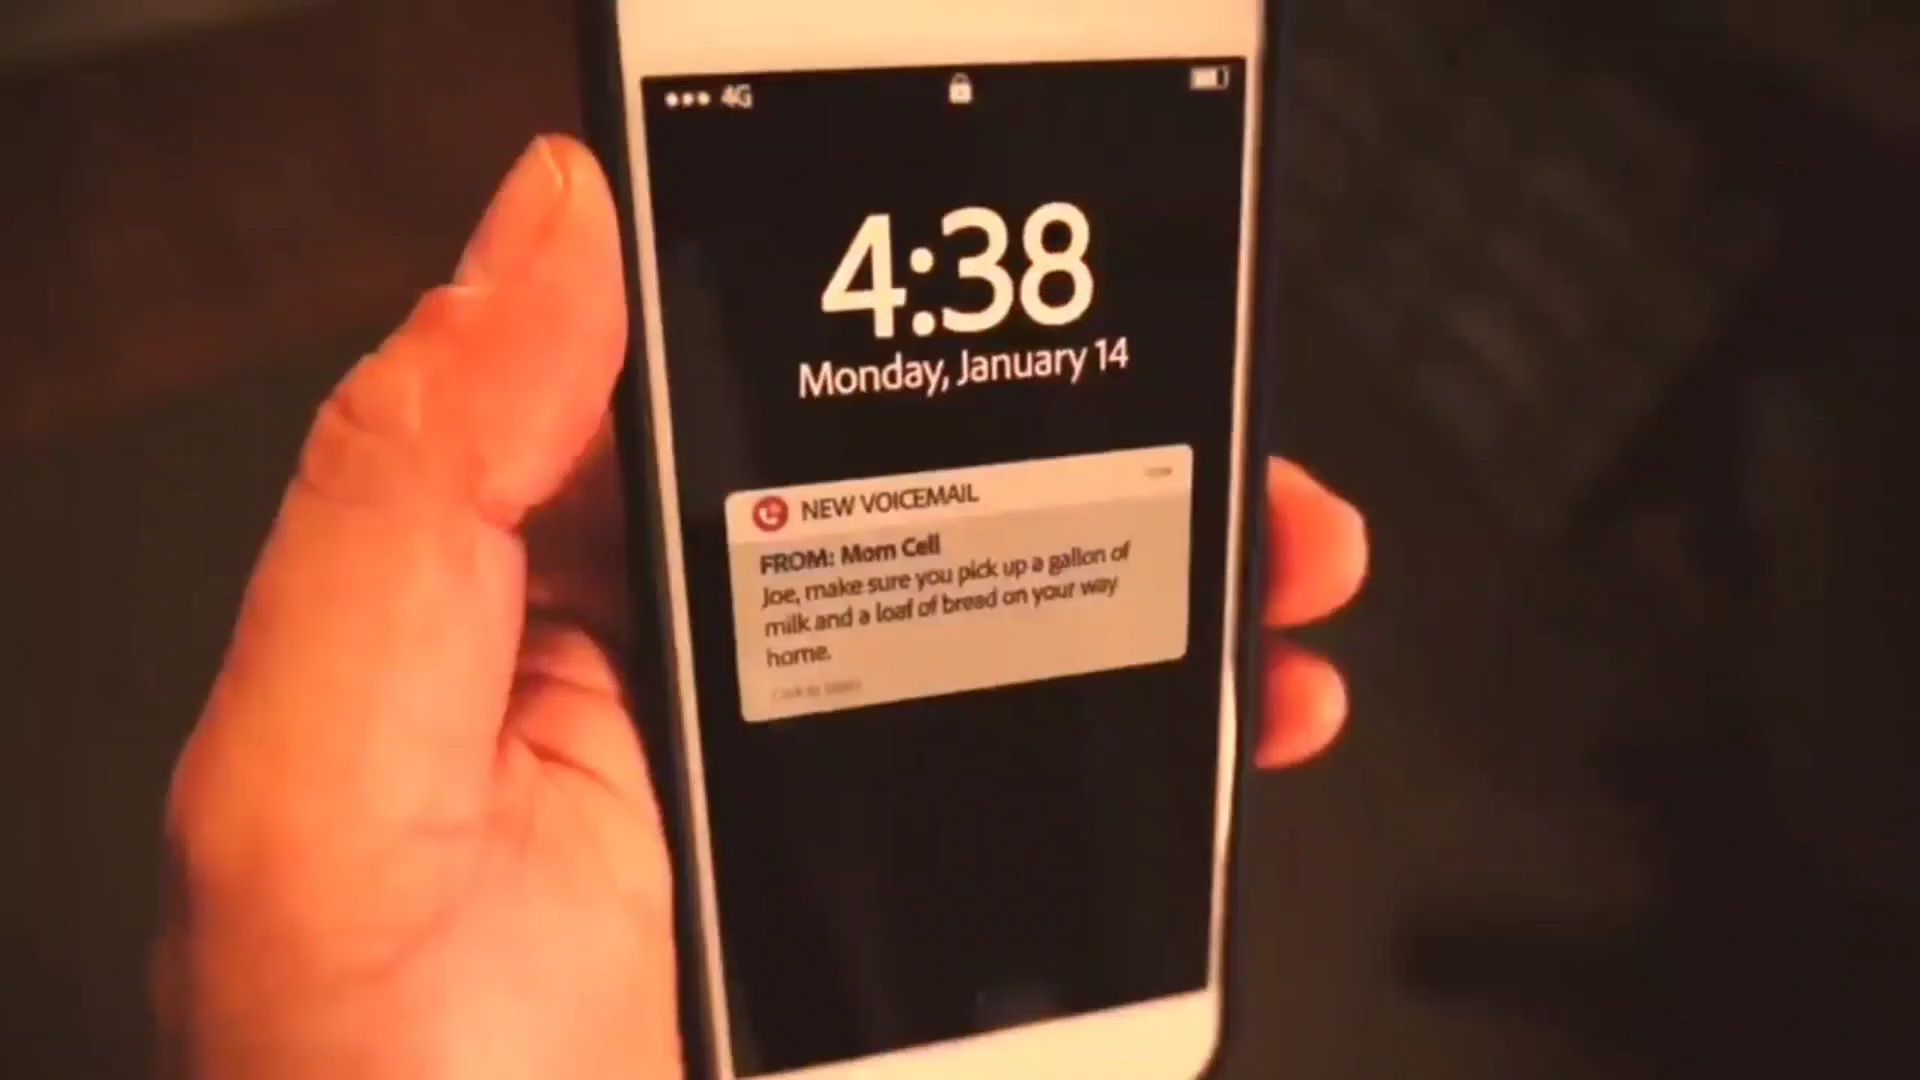 4G
4:38
Monday, January 14
NEW VOICEMAIL
FROM: Mom Cell
Joe, make sure you pick up a gallon of
milk and a loaf of bread on your way
home.